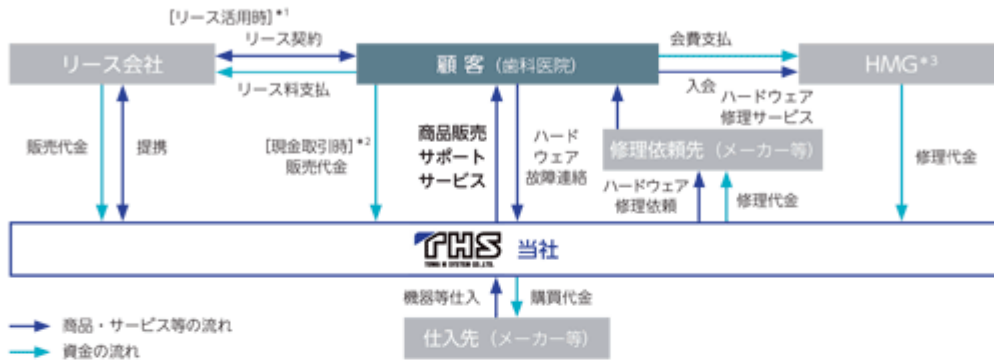 [リース活用時]*1
リース契約
会費支払
リース会社
顧客（歯科医院）
HMG*3
リース料支払
入会
ハードウェア
修理サービス
販売代金
提携
[現金取引時]*2
販売代金
商品販売
サポート
サービス
ハード
ウェア
故障連絡
修理依頼先（メーカー等）
修理代金
ハードウェア
修理依頼
修理代金
THS 当社
機器等仕入
購買代金
仕入先（メーカー等）
商品・サービス等の流れ
資金の流れ